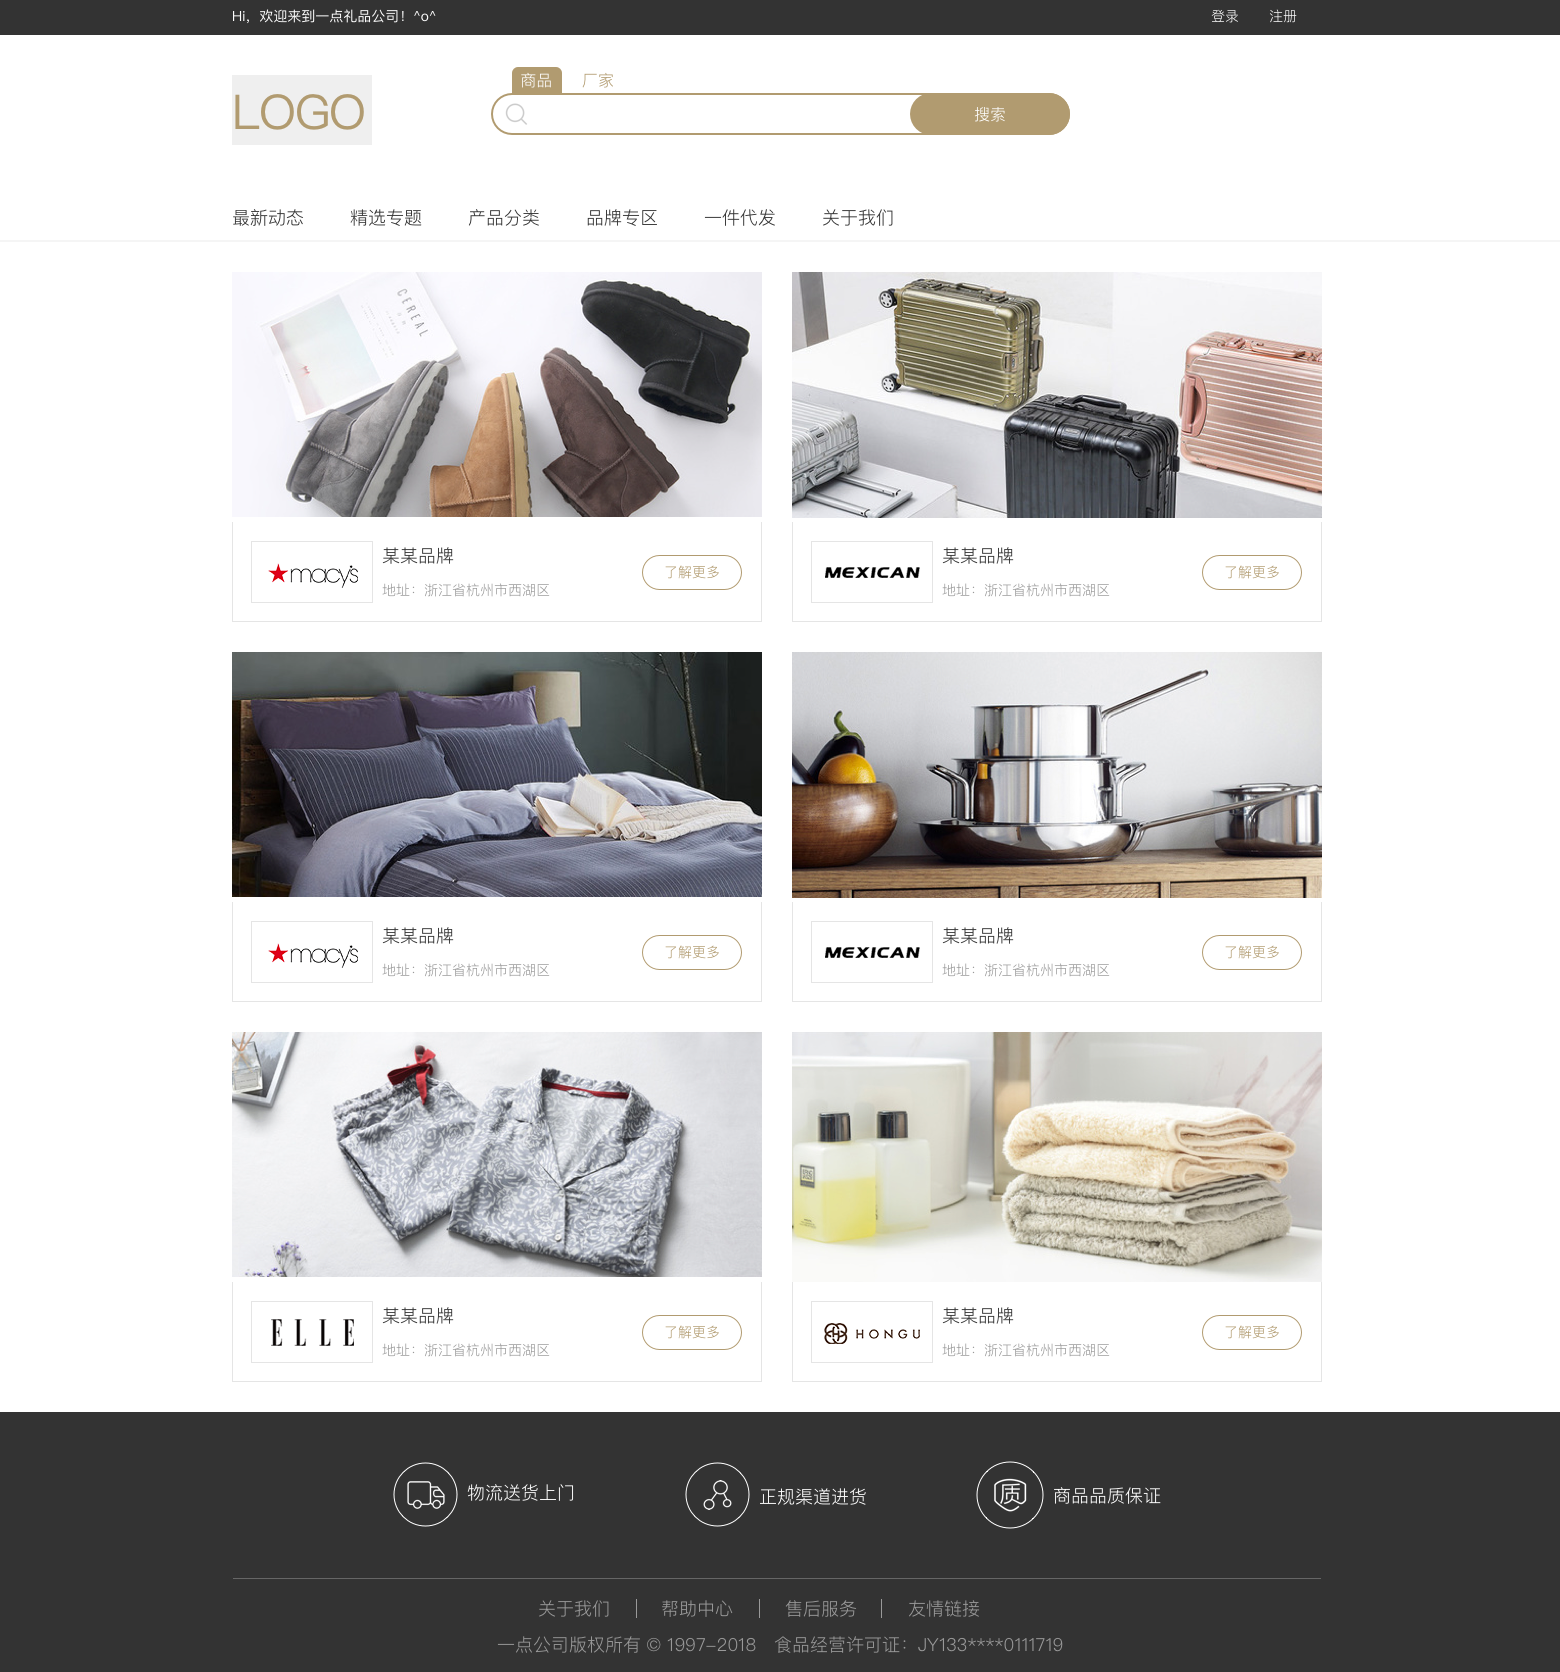 Hi，欢迎来到一点礼品公司！^o^
登录 注册
LOGO
商品 厂家
搜索
最新动态 精选专题 产品分类 品牌专区 一件代发 关于我们
CEREAL
macy's
某某品牌
地址：浙江省杭州市西湖区
了解更多
MEXICAN
某某品牌
地址：浙江省杭州市西湖区
了解更多
macy's
某某品牌
地址：浙江省杭州市西湖区
了解更多
MEXICAN
某某品牌
地址：浙江省杭州市西湖区
了解更多
ELLE
某某品牌
地址：浙江省杭州市西湖区
了解更多
HONGU
某某品牌
地址：浙江省杭州市西湖区
了解更多
物流送货上门
正规渠道进货
质
商品品质保证
关于我们 | 帮助中心 | 售后服务 | 友情链接
一点公司版权所有 © 1997-2018 食品经营许可证：JY133****0111719